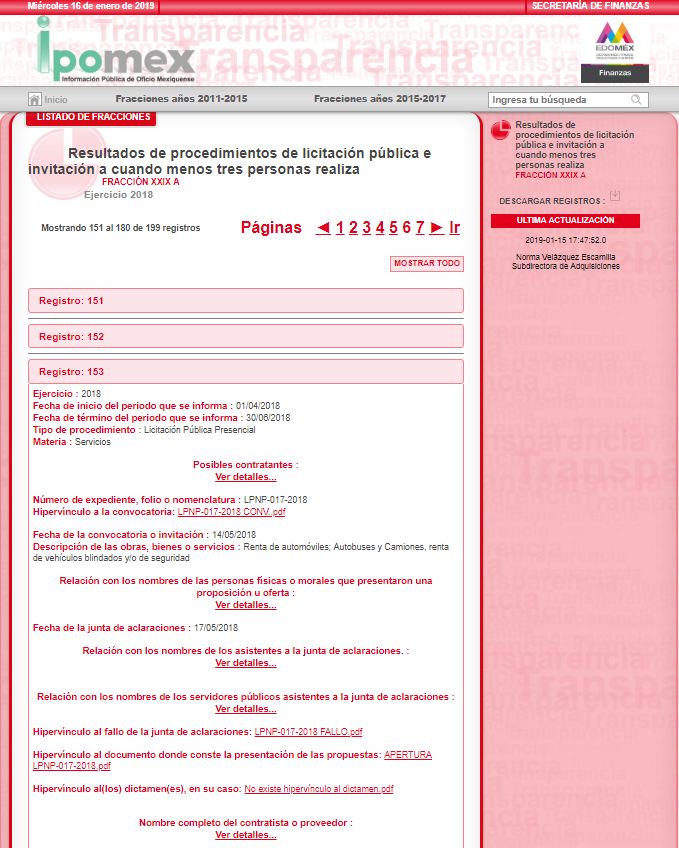 Miércoles 16 de enero de 2019
SECRETARÍA DE FINANZAS
Ipomex
Información Pública de Oficio Mexiquense
EDOMEX
Finanzas
Inicio
Fracciones años 2011-2015
Fracciones años 2015-2017
Ingresa tu búsqueda
LISTADO DE FRACCIONES
Resultados de procedimientos de licitación pública e
invitación a cuando menos tres personas realiza
FRACCIÓN XXIX A
Ejercicio 2018
Mostrando 151 al 180 de 199 registros
Páginas ◄ 1 2 3 4 5 6 7 ► Ir
MOSTRAR TODO
Registro: 151
Registro: 152
Registro: 153
Ejercicio : 2018
Fecha de inicio del periodo que se informa : 01/04/2018
Fecha de término del periodo que se informa : 30/06/2018
Tipo de procedimiento : Licitación Pública Presencial
Materia : Servicios
Posibles contratantes :
Ver detalles...
Número de expediente, folio o nomenclatura : LPNP-017-2018
Hipervínculo a la convocatoria: LPNP-017-2018 CONV..pdf
Fecha de la convocatoria o invitación : 14/05/2018
Descripción de las obras, bienes o servicios : Renta de automóviles; Autobuses y Camiones, renta
de vehículos blindados y/o de seguridad
Relación con los nombres de las personas físicas o morales que presentaron una
proposición u oferta :
Ver detalles...
Fecha de la junta de aclaraciones : 17/05/2018
Relación con los nombres de los asistentes a la junta de aclaraciones. :
Ver detalles...
Relación con los nombres de los servidores públicos asistentes a la junta de aclaraciones :
Ver detalles...
Hipervínculo al fallo de la junta de aclaraciones: LPNP-017-2018 FALLO.pdf
Hipervínculo al documento donde conste la presentación de las propuestas: APERTURA
LPNP-017-2018.pdf
Hipervínculo al(los) dictamen(es), en su caso: No existe hipervínculo al dictamen.pdf
Nombre completo del contratista o proveedor :
Ver detalles...
Resultados de
procedimientos de licitación
pública e invitación a
cuando menos tres
personas realiza
FRACCIÓN XXIX A
DESCARGAR REGISTROS :
ULTIMA ACTUALIZACIÓN
2019-01-15 17:47:52.0
Norma Velázquez Escamilla
Subdirectora de Adquisiciones